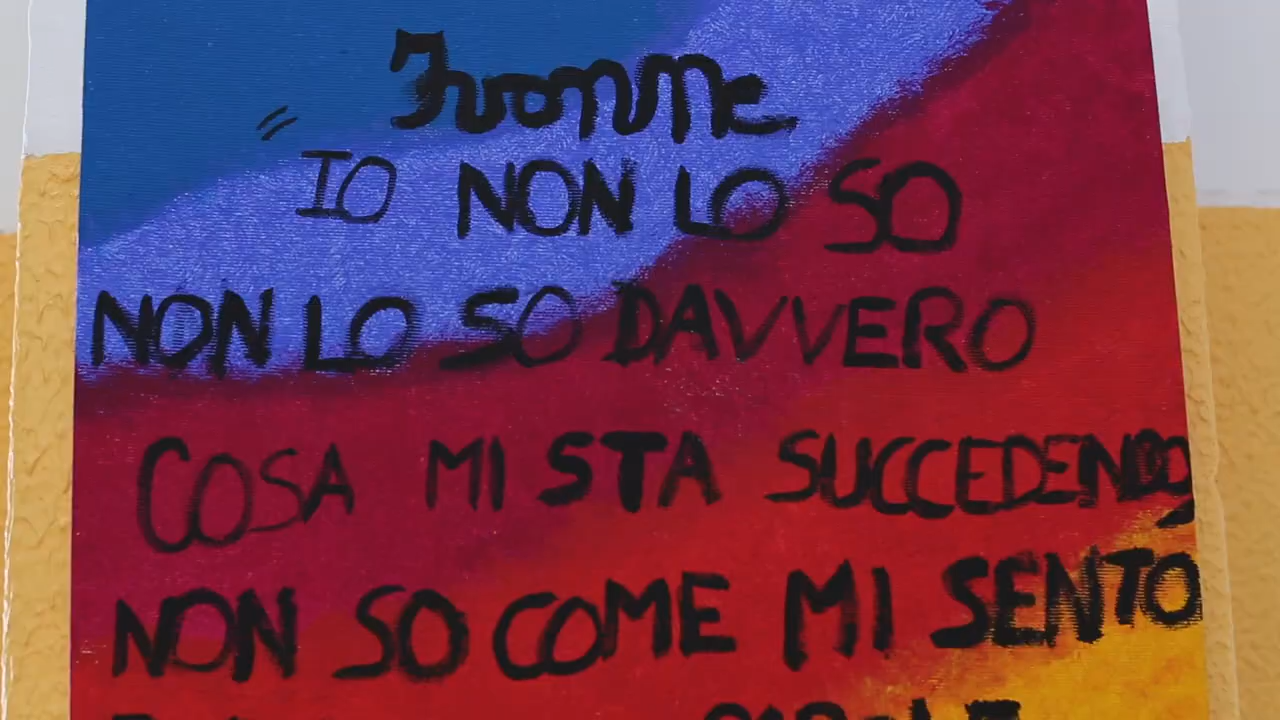 Ivonne
" IO NON LO SO
NON LO SO DAVVERO
COSA MI STA SUCCEDENDO,
NON SO COME MI SENTO